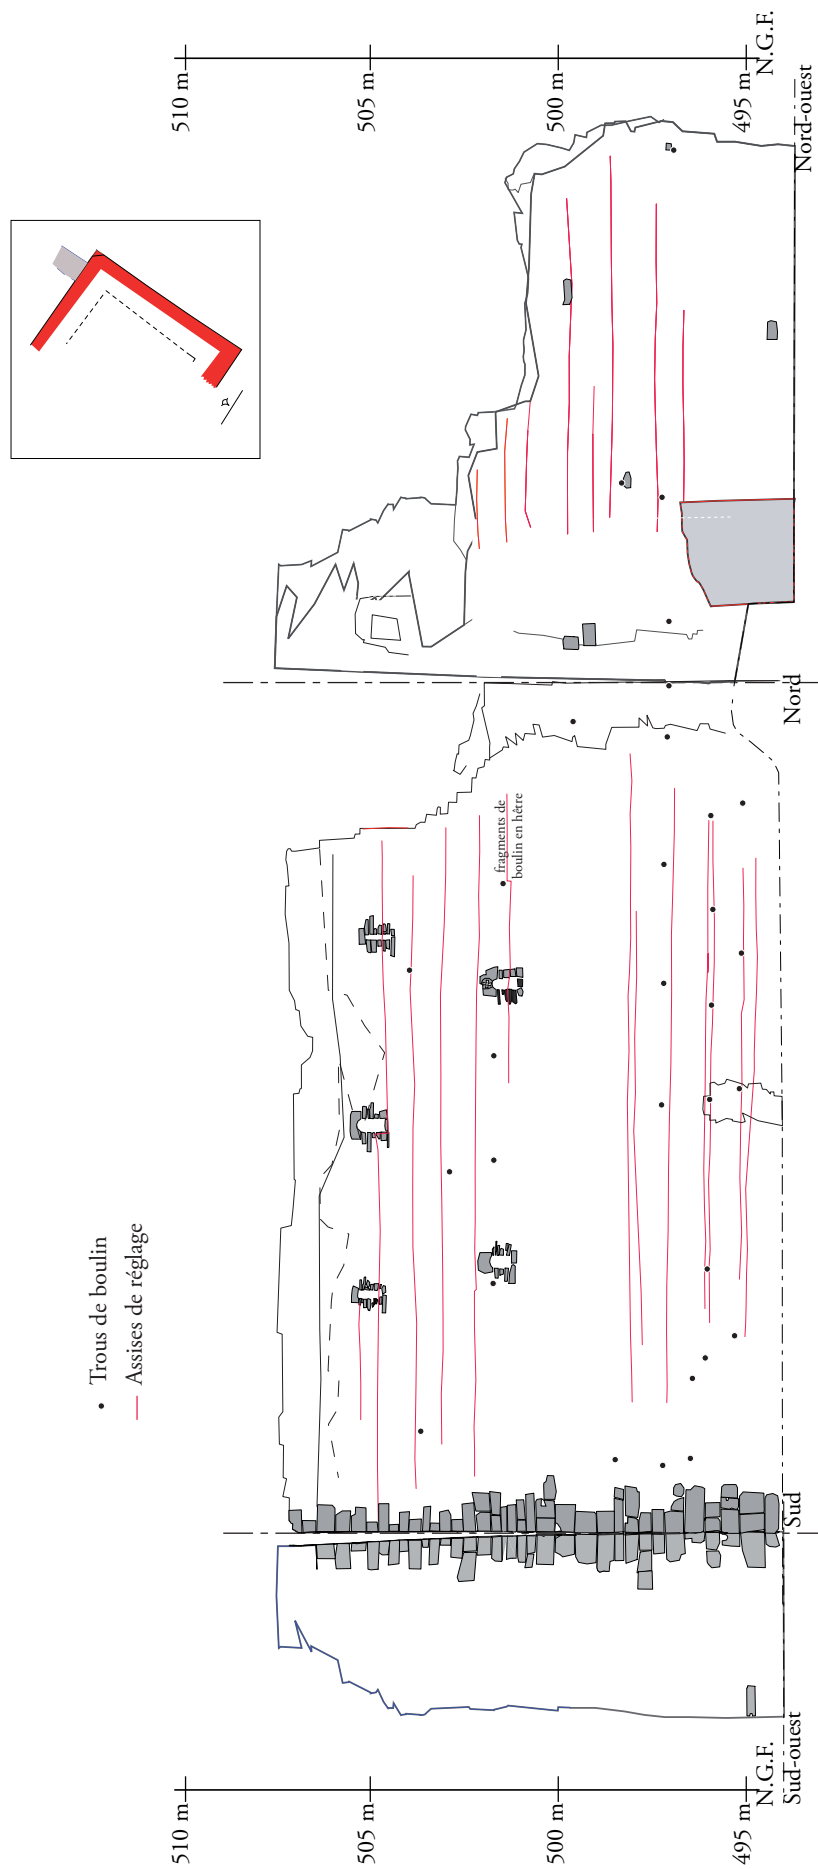 510 m
505 m
500 m
495 m
N.G.F.
Nord-ouest
Nord
fragments de
boulin en hêtre
Trous de boulin
Assises de réglage
Sud
510 m
505 m
500 m
495 m
N.G.F.
Sud-ouest